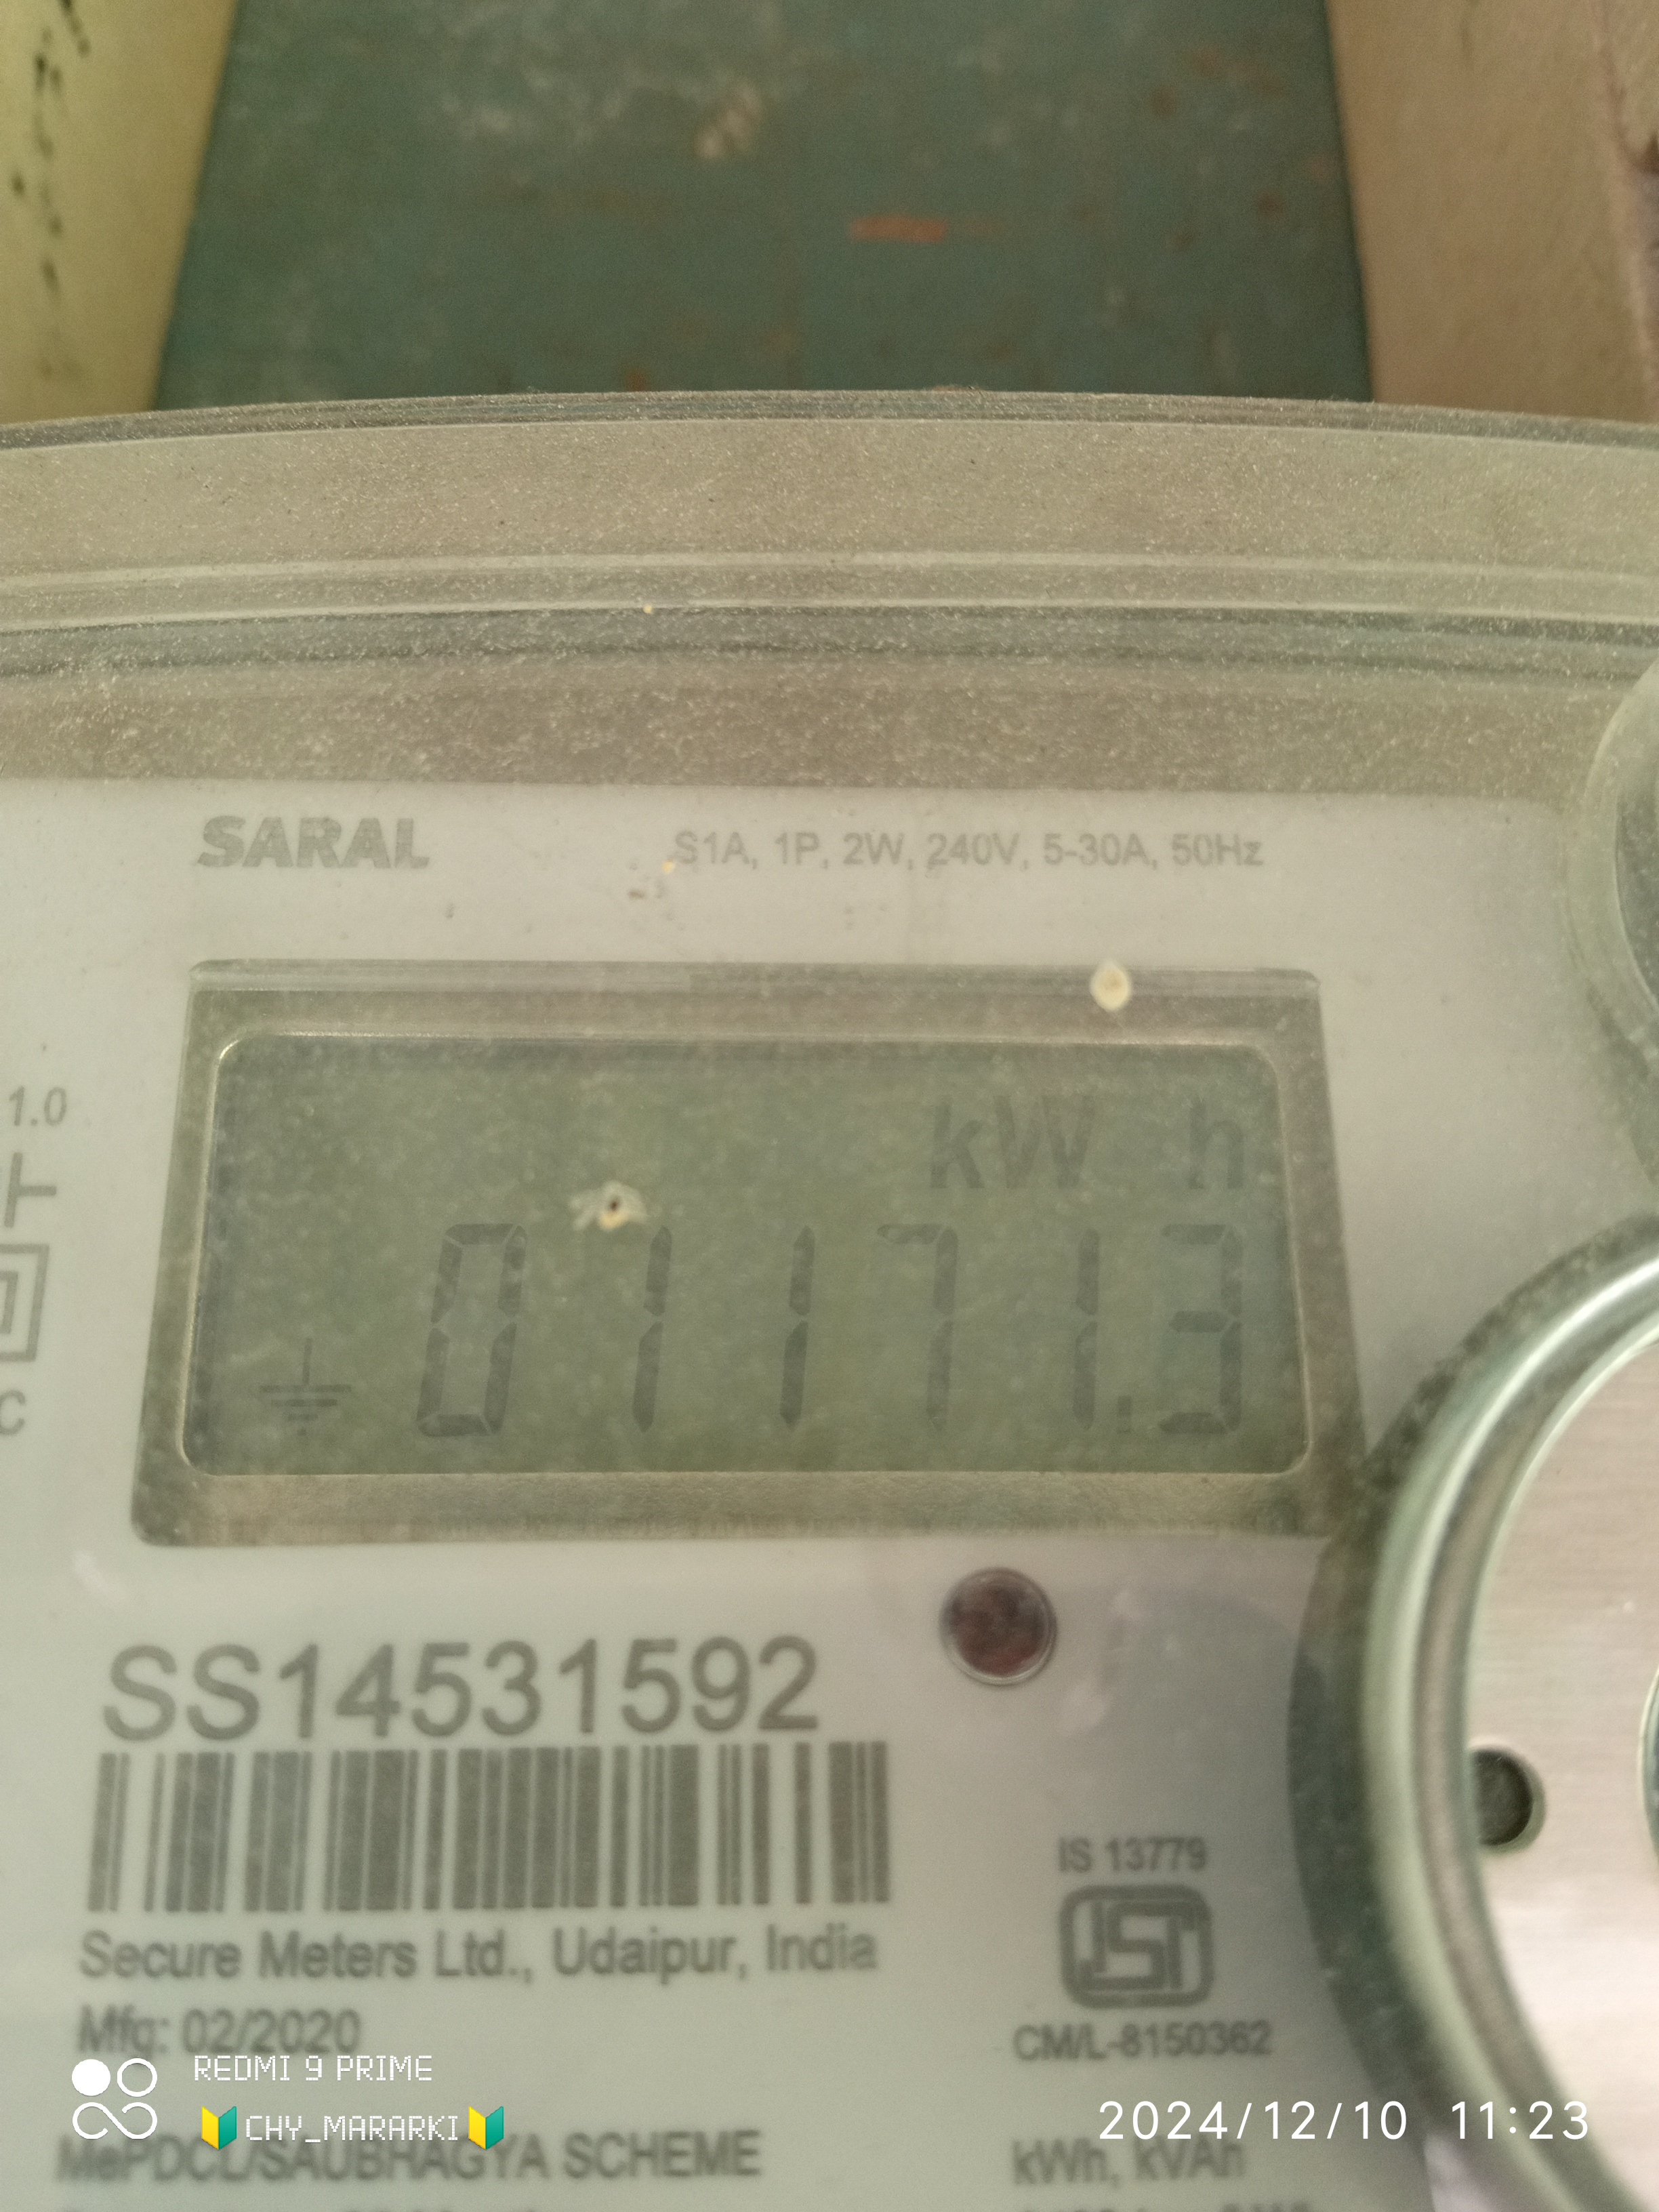 SARAL S1A, 1P, 2W, 240V, 5-30A, 50Hz
1.0
kW h
07171.3
C
SS14531592
IS 13779
ISI
Secure Meters Ltd., Udaipur, India
Mfg: 02/2020
CM/L-8150362
REDMI 9 PRIME
CHY_MARARKI
2024/12/10 11:23
MePDCL/SAUBHAGYA SCHEME
kWh, kVAh